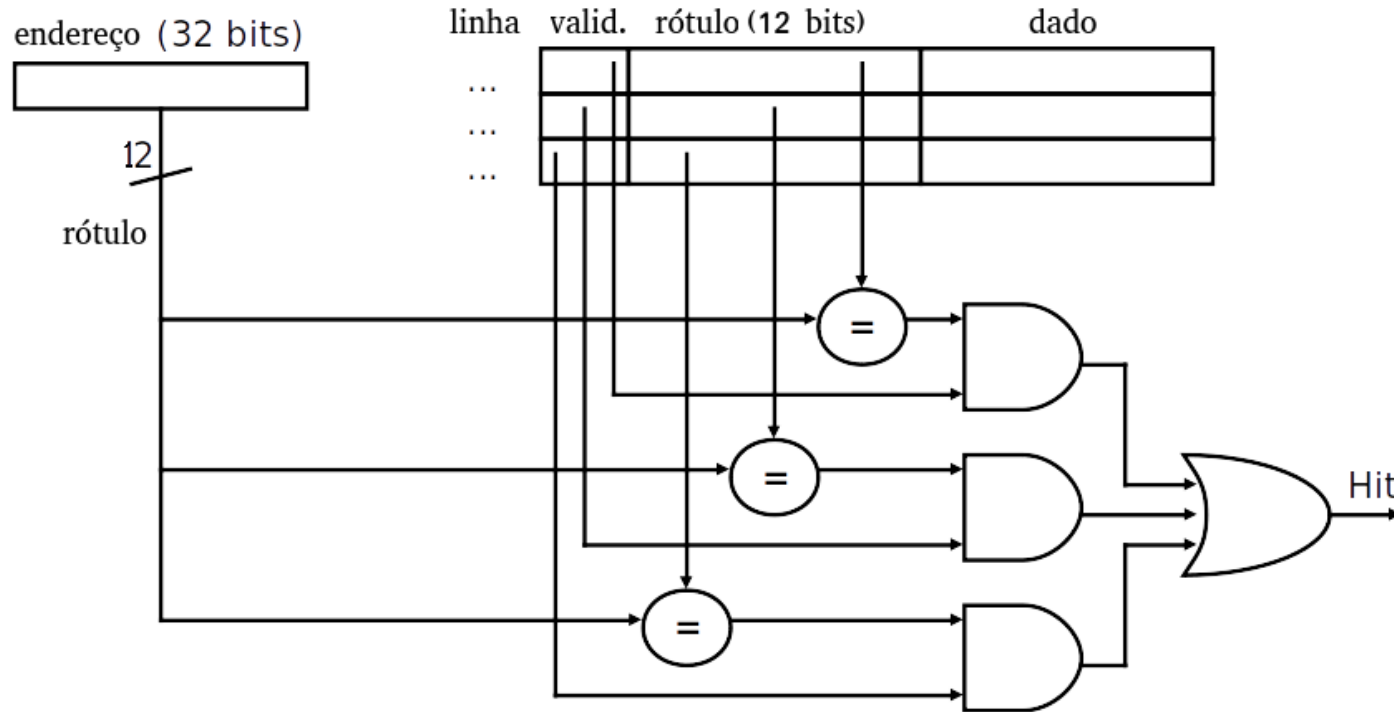 linha valid. rótulo (12 bits) dado
endereço (32 bits)
...
...
...
12
rótulo
=
=
Hit
=